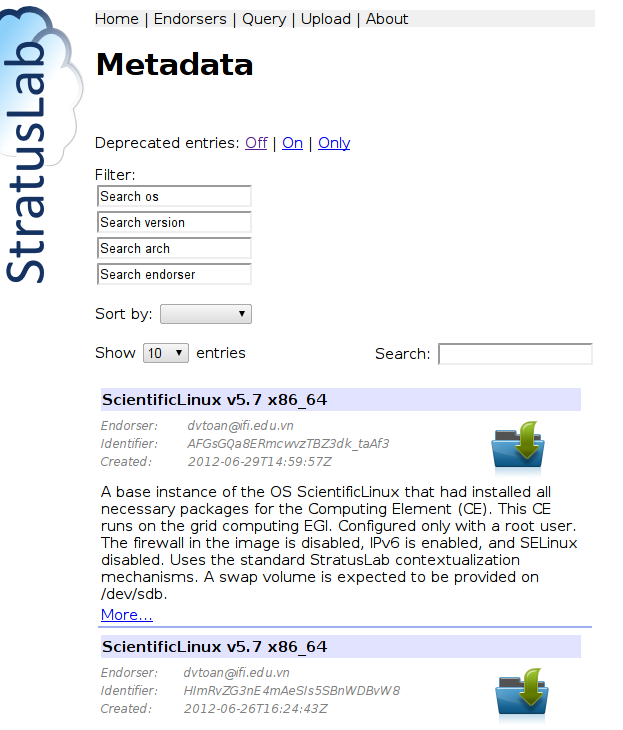 StratusLab
Home | Endorsers | Query | Upload | About
Metadata
Deprecated entries: Off | On | Only
Filter:
Search os
Search version
Search arch
Search endorser
Sort by:
Show 10 entries
Search:
ScientificLinux v5.7 x86_64
Endorser: dvtoan@ifi.edu.vn
Identifier: AFGsGQa8ERmcwvzTBZ3dk_taAf3
Created: 2012-06-29T14:59:57Z
A base instance of the OS ScientificLinux that had installed all
necessary packages for the Computing Element (CE). This CE
runs on the grid computing EGI. Configured only with a root user.
The firewall in the image is disabled, IPv6 is enabled, and SELinux
disabled. Uses the standard StratusLab contextualization
mechanisms. A swap volume is expected to be provided on
/dev/sdb.
More...
ScientificLinux v5.7 x86_64
Endorser: dvtoan@ifi.edu.vn
Identifier: HImRvZG3nE4mAeSIs5SBnWDBvW8
Created: 2012-06-26T16:24:43Z